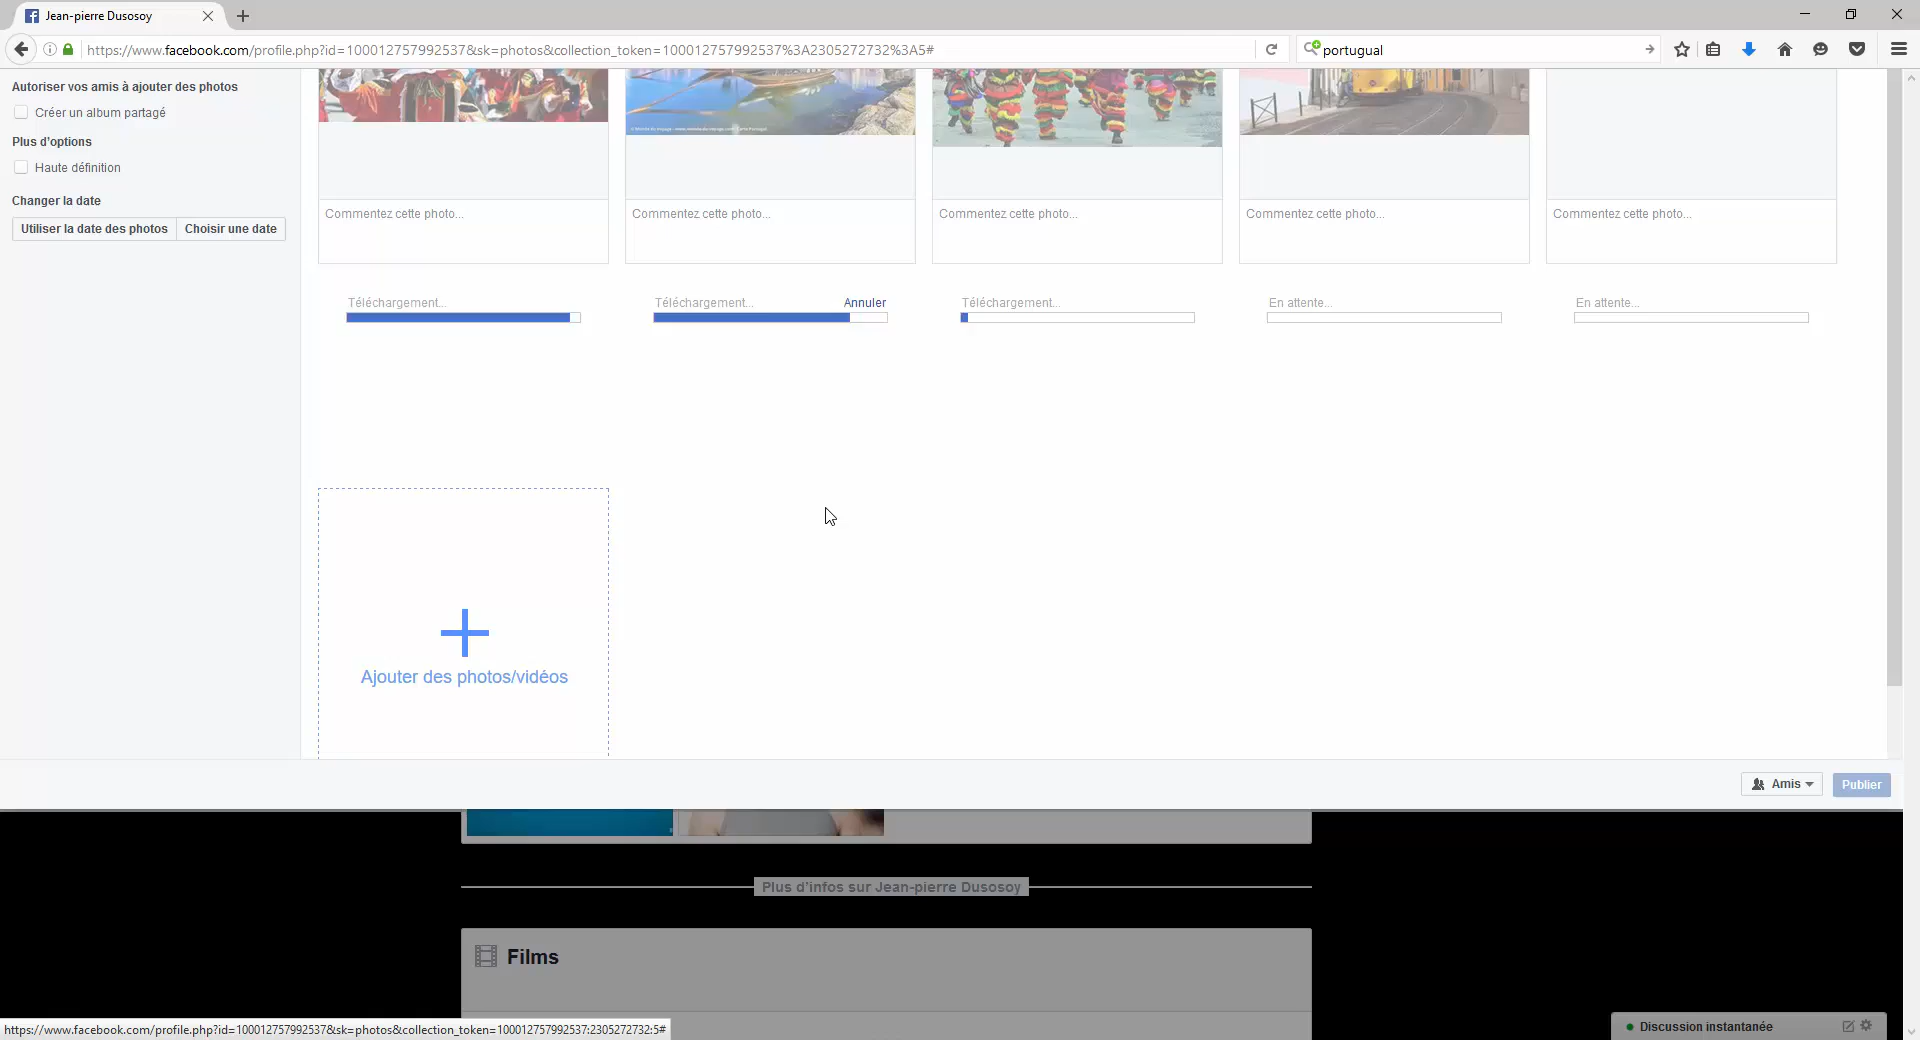 Jean-pierre Dusosoy
https://www.facebook.com/profile.php?id=100012757992537&sk=photos&collection_token=100012757992537%3A2305272732%3A5#
portugual
Autoriser vos amis à ajouter des photos
Créer un album partagé
Plus d'options
Haute définition
Changer la date
Utiliser la date des photos
Choisir une date
Commentez cette photo...
Commentez cette photo...
Commentez cette photo...
Commentez cette photo...
Commentez cette photo...
Téléchargement...
Téléchargement...
Annuler
Téléchargement...
En attente...
En attente...
Ajouter des photos/vidéos
Amis
Publier
Plus d'infos sur Jean-pierre Dusosoy
Films
https://www.facebook.com/profile.php?id=100012757992537&sk=photos&collection_token=100012757992537:2305272732:5#
Discussion instantanée